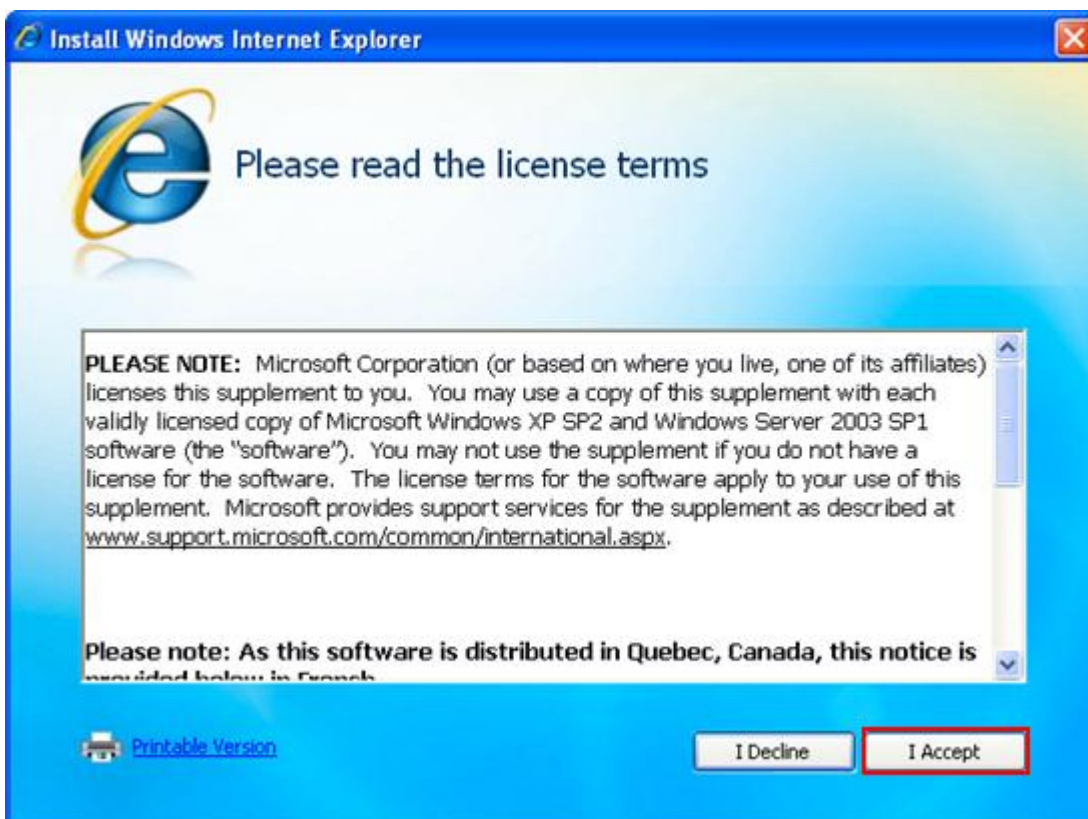 Install Windows Internet Explorer
Please read the license terms
PLEASE NOTE: Microsoft Corporation (or based on where you live, one of its affiliates)
licenses this supplement to you. You may use a copy of this supplement with each
validly licensed copy of Microsoft Windows XP SP2 and Windows Server 2003 SP1
software (the "software"). You may not use the supplement if you do not have a
license for the software. The license terms for the software apply to your use of this
supplement. Microsoft provides support services for the supplement as described at
www.support.microsoft.com/common/international.aspx.
Please note: As this software is distributed in Quebec, Canada, this notice is
provided below in French
Printable Version
I Decline
I Accept